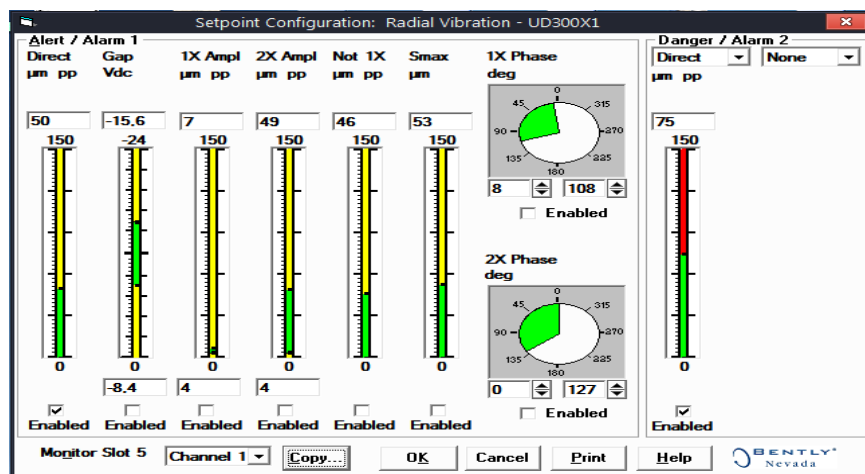 Setpoint Configuration: Radial Vibration - UD300X1
Alert / Alarm 1
Danger / Alarm 2
Direct Gap 1X Ampl 2X Ampl Not 1X Smax 1X Phase
µm pp Vdc µm pp µm pp µm pp µm deg
Direct None
µm pp
50 -15.6 7 49 46 53
75
150 -24 150 150 150 150
150
0
45 315
90 270
135 225
180
8 108
Enabled
2X Phase
deg
0
45 315
90 270
135 225
180
0 0 0 0 0 0
0
-8.4 4 4
0 127
Enabled
Enabled Enabled Enabled Enabled Enabled Enabled
Enabled
Monitor Slot 5 Channel 1 Copy... OK Cancel Print Help
BENTLY
Nevada